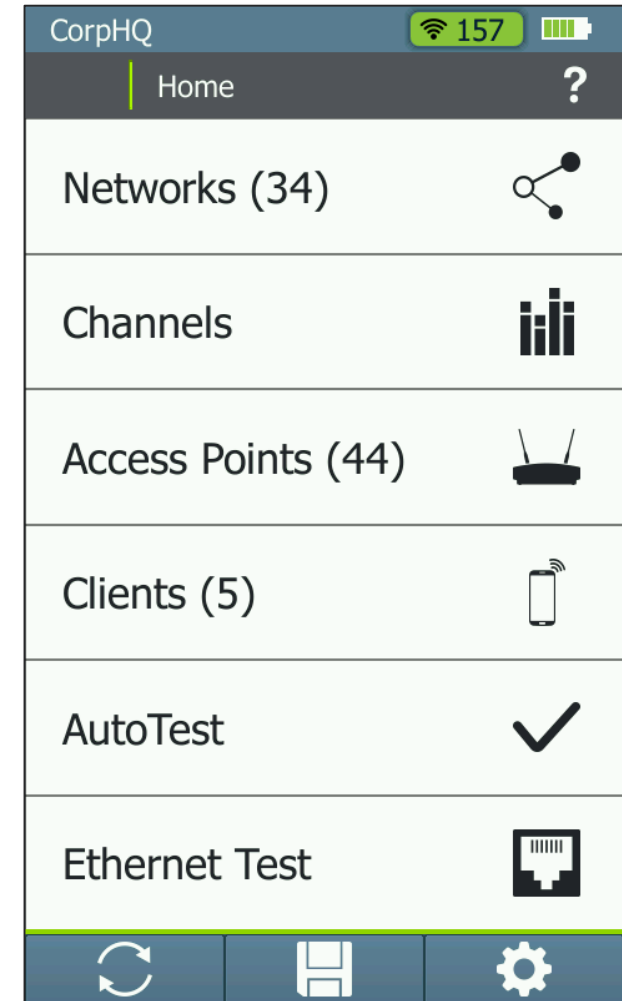 CorpHQ 157
Home ?
Networks (34)
Channels
Access Points (44)
Clients (5)
AutoTest
Ethernet Test